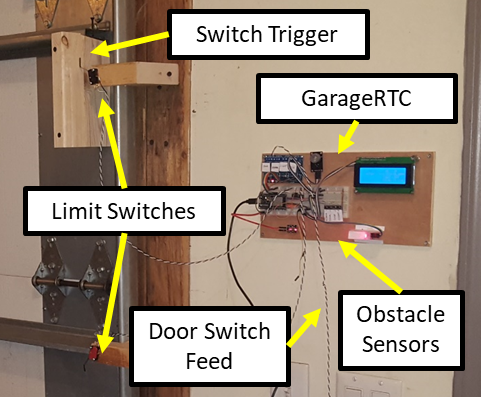 Switch Trigger
GarageRTC
Limit Switches
Door Switch
Feed
Obstacle
Sensors